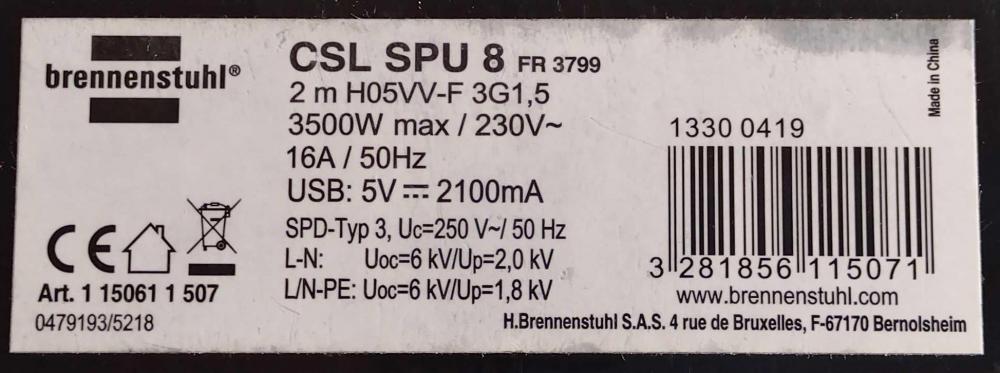 brennenstuhl®
CSL SPU 8 FR 3799
2 m H05VV-F 3G1,5
3500W max / 230V~
16A / 50Hz
USB: 5V ⎓ 2100mA
SPD-Typ 3, Uc=250 V~/ 50 Hz
L-N: Uoc=6 kV/Up=2,0 kV
L/N-PE: Uoc=6 kV/Up=1,8 kV
CE
Art. 1 15061 1 507
0479193/5218
Made in China
1330 0419
3 281856 115071
www.brennenstuhl.com
H.Brennenstuhl S.A.S. 4 rue de Bruxelles, F-67170 Bernolsheim